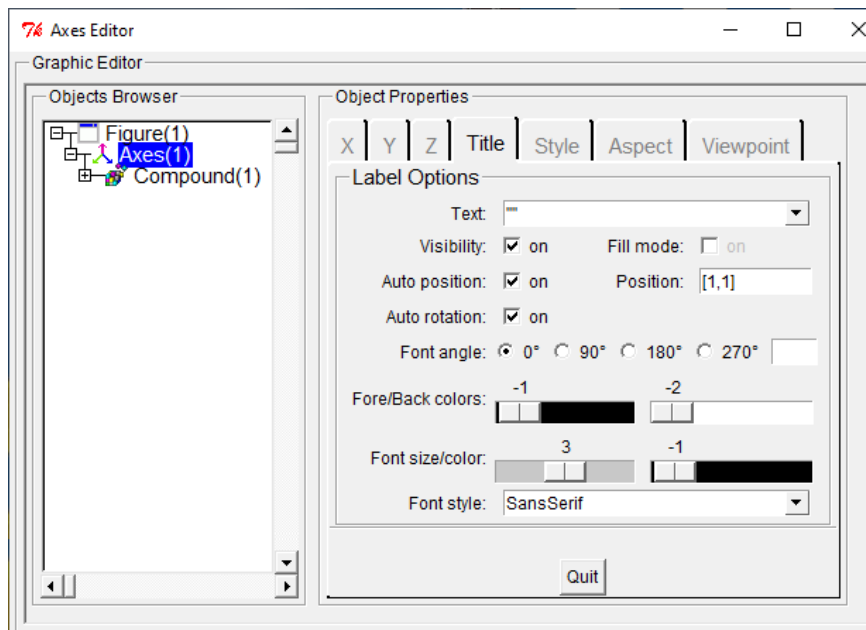 Axes Editor
Graphic Editor
Objects Browser
Figure(1)
Axes(1)
Compound(1)
Object Properties
X Y Z Title Style Aspect Viewpoint
Label Options
Text: ""
Visibility: on Fill mode: on
Auto position: on Position: [1,1]
Auto rotation: on
Font angle: 0° 90° 180° 270°
-1 -2
Fore/Back colors:
3 -1
Font size/color:
Font style: SansSerif
Quit